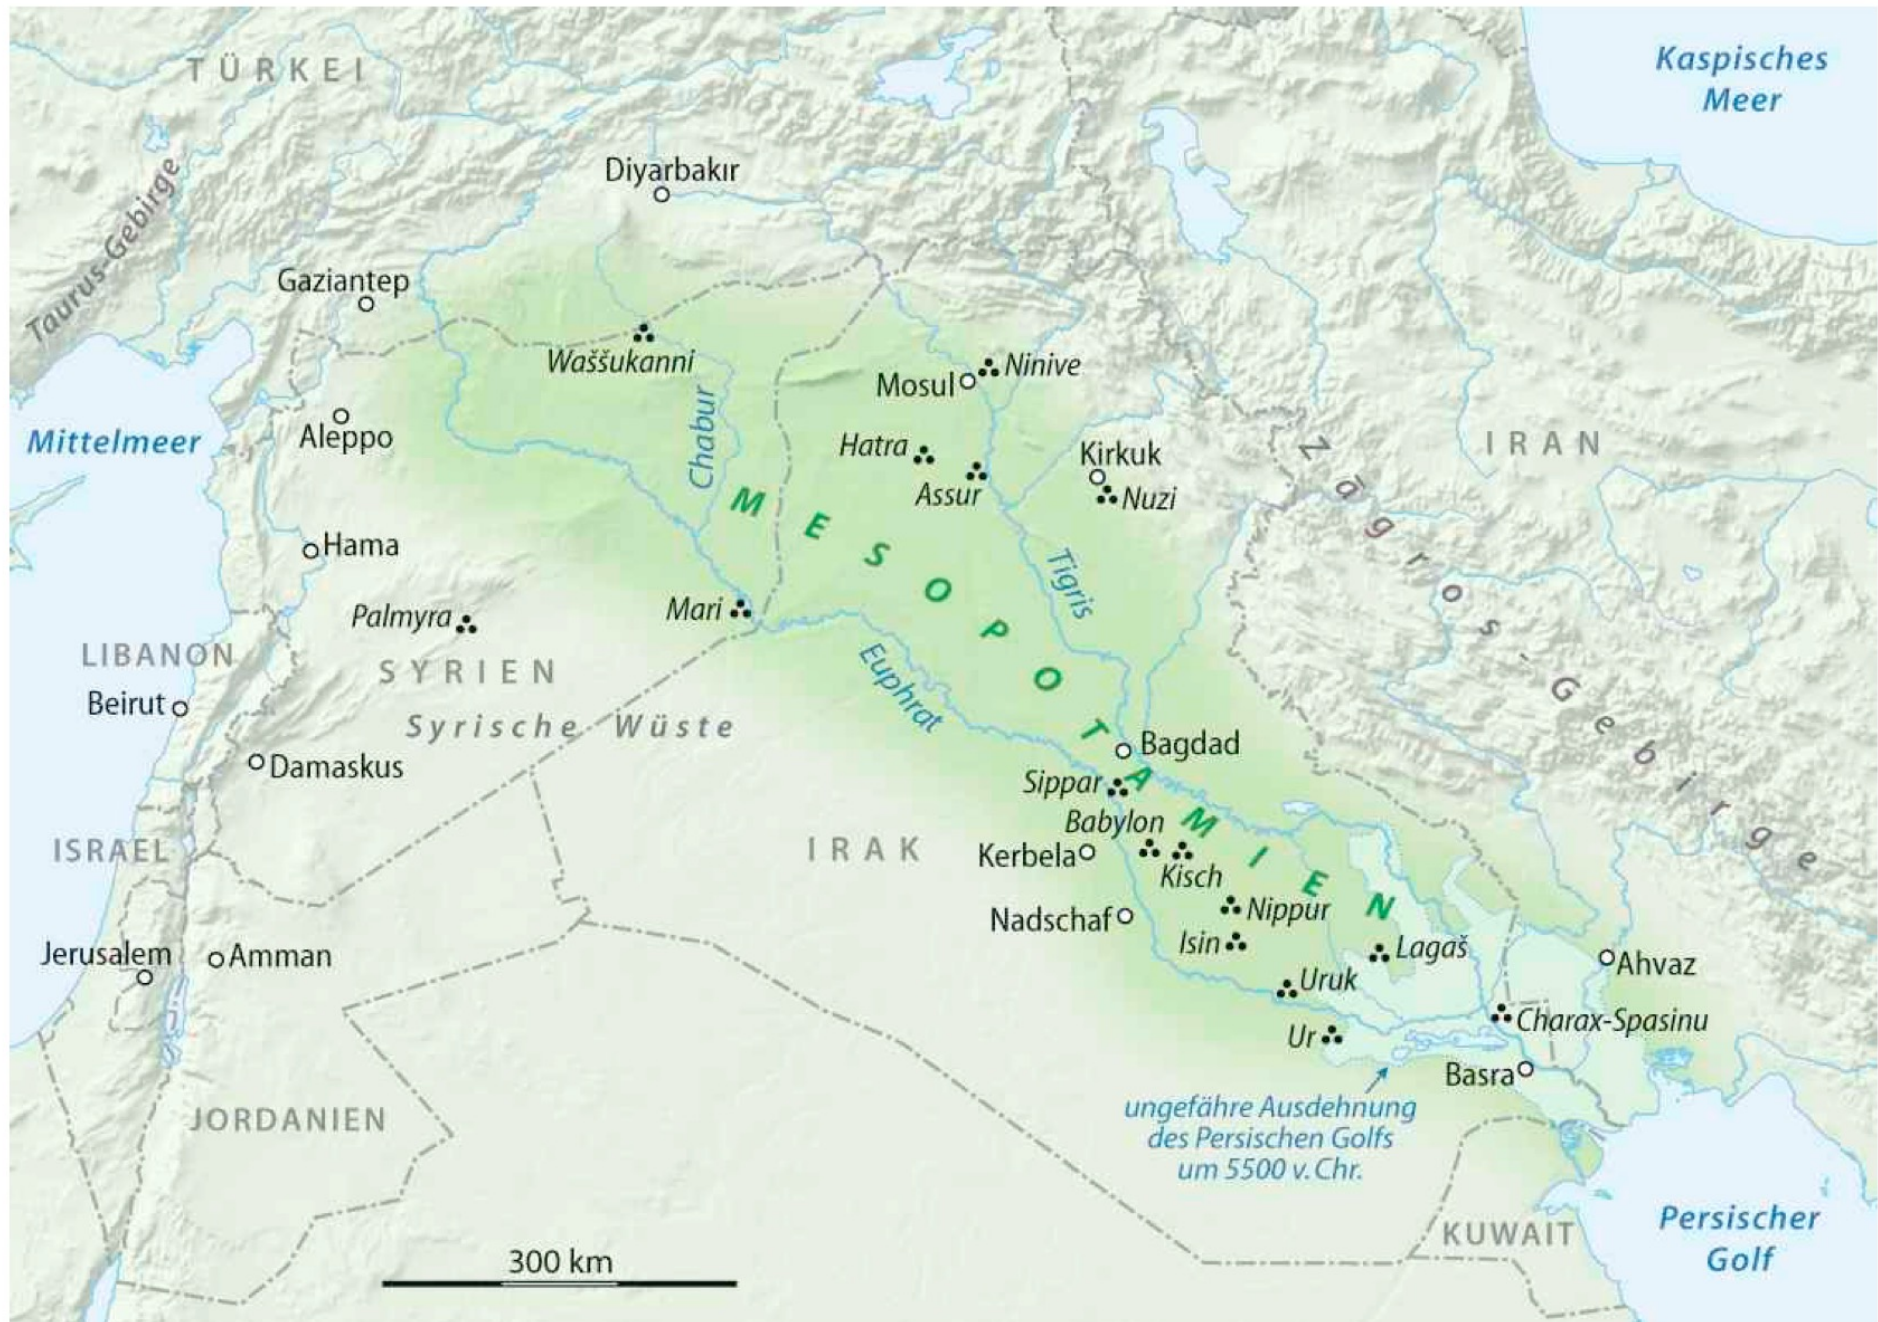 TÜRKEI
Kaspisches
Meer
Diyarbakır
Taurus-Gebirge
Gaziantep
Waššukanni
Ninive
Mosul
Chabur
Aleppo
Mittelmeer
Hatra
Kirkuk
IRAN
Assur
Nuzi
MESOPOTAMIEN
Zagros-Gebirge
Hama
Tigris
Palmyra
Mari
LIBANON
SYRIEN
Euphrat
Beirut
Syrische Wüste
Bagdad
Damaskus
Sippar
Babylon
ISRAEL
IRAK
Kerbela
Kisch
Nippur
Nadschaf
Isin
Lagaš
Jerusalem
Amman
Ahvaz
Uruk
Charax-Spasinu
Ur
Basra
ungefähre Ausdehnung
des Persischen Golfs
um 5500 v. Chr.
JORDANIEN
Persischer
Golf
KUWAIT
300 km